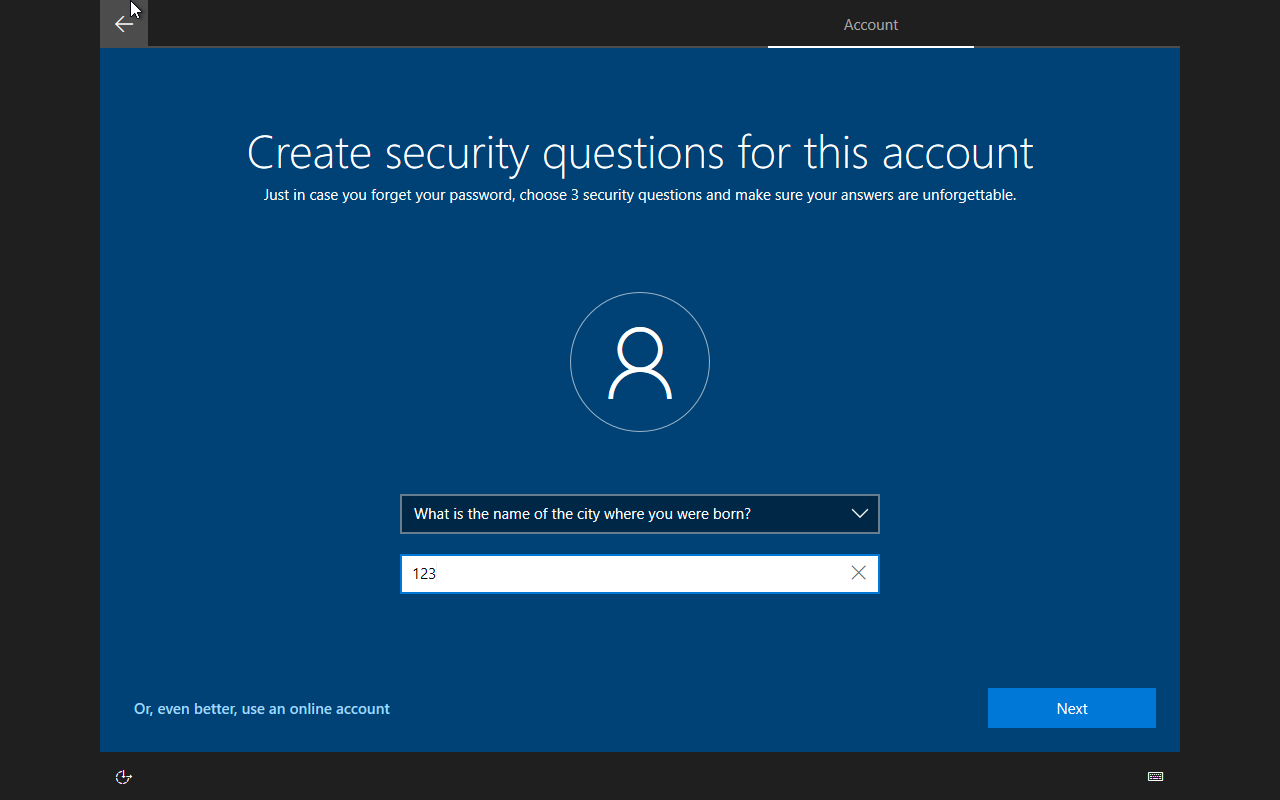 Account
Create security questions for this account
Just in case you forget your password, choose 3 security questions and make sure your answers are unforgettable.
What is the name of the city where you were born?
123
Or, even better, use an online account
Next